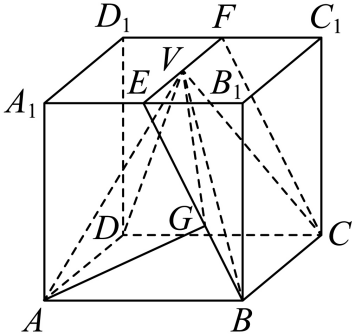 D₁ F C₁
V
A₁ E B₁
D G C
A B